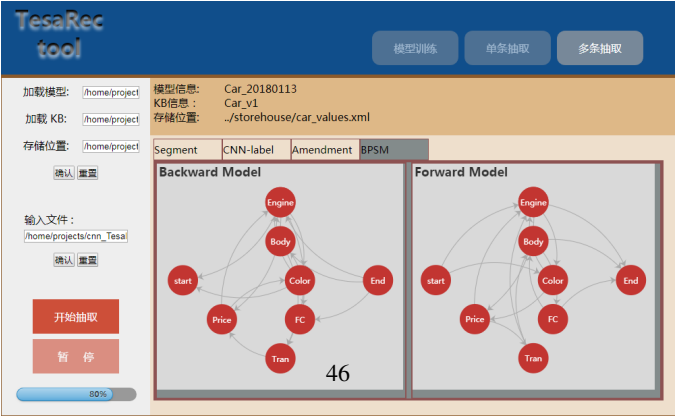 TesaRec
tool
模型训练
单条抽取
多条抽取
加载模型:
/home/project
加载 KB:
/home/project
存储位置:
/home/project
确认 重置
输入文件：
/home/projects/cnn_Tesal
确认 重置
开始抽取
暂 停
80%
模型信息: Car_20180113
KB信息： Car_v1
存储位置: ../storehouse/car_values.xml
Segment CNN-label Amendment BPSM
Backward Model
Engine
Body
start
Color
End
Price
FC
Tran
46
Forward Model
Engine
Body
start
Color
End
Price
FC
Tran